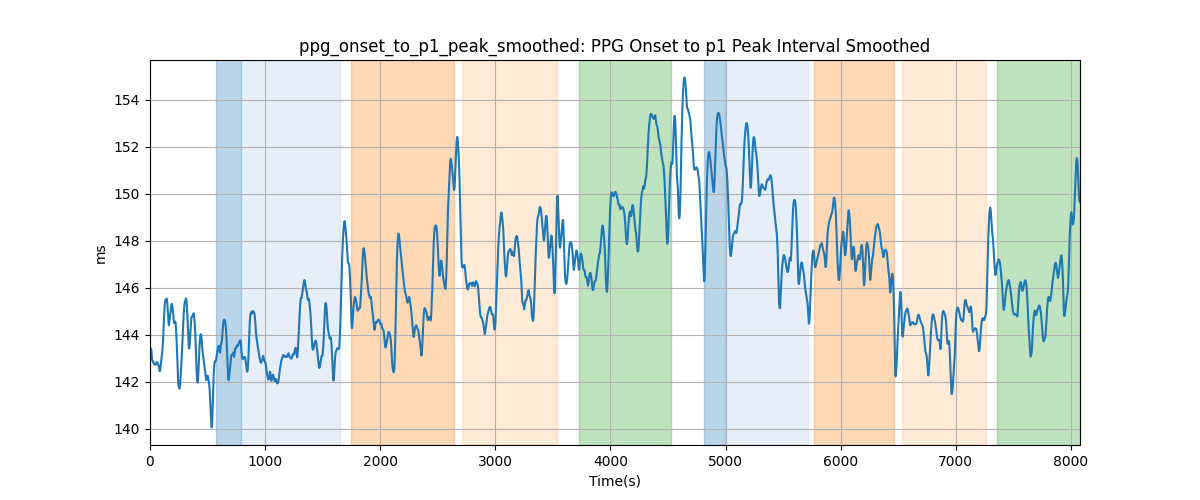 ppg_onset_to_p1_peak_smoothed: PPG Onset to p1 Peak Interval Smoothed
154
152
150
148
146
144
142
140
ms
0 1000 2000 3000 4000 5000 6000 7000 8000
Time(s)